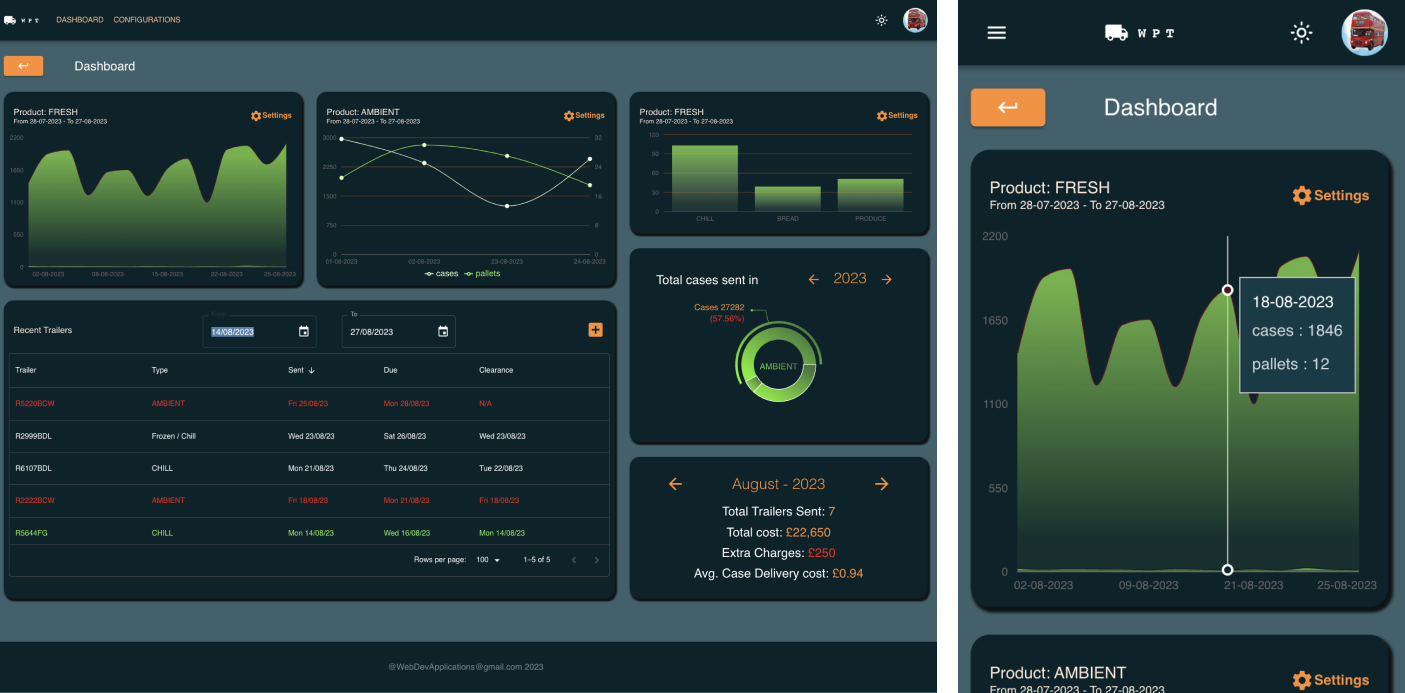 W P T DASHBOARD CONFIGURATIONS
Dashboard
Product: FRESH
From 28-07-2023 - To 27-08-2023
Settings
2200
1650
1100
550
0
02-08-2023 08-08-2023 15-08-2023 22-08-2023 25-08-2023
Product: AMBIENT
From 28-07-2023 - To 27-08-2023
Settings
3000 32
2250 24
1500 16
750 8
0 0
01-08-2023 02-08-2023 23-08-2023 24-08-2023
cases pallets
Product: FRESH
From 28-07-2023 - To 27-08-2023
Settings
120
90
60
30
0
CHILL BREAD PRODUCE
Total cases sent in 2023
Cases 27282
(57.56%)
AMBIENT
Recent Trailers
14/08/2023
To
27/08/2023
Trailer Type Sent Due Clearance
R5220BCW AMBIENT Fri 25/08/23 Mon 28/08/23 N/A
R2999BDL Frozen / Chill Wed 23/08/23 Sat 26/08/23 Wed 23/08/23
R6107BDL CHILL Mon 21/08/23 Thu 24/08/23 Tue 22/08/23
R2222BCW AMBIENT Fri 18/08/23 Mon 21/08/23 Fri 18/08/23
R5644FG CHILL Mon 14/08/23 Wed 16/08/23 Mon 14/08/23
Rows per page: 100 1–5 of 5
August - 2023
Total Trailers Sent: 7
Total cost: £22,650
Extra Charges: £250
Avg. Case Delivery cost: £0.94
@WebDevApplications@gmail.com 2023
W P T
Dashboard
Product: FRESH
From 28-07-2023 - To 27-08-2023
Settings
2200
1650
1100
550
0
18-08-2023
cases : 1846
pallets : 12
02-08-2023 09-08-2023 21-08-2023 25-08-2023
Product: AMBIENT
From 28-07-2023 - To 27-08-2023
Settings